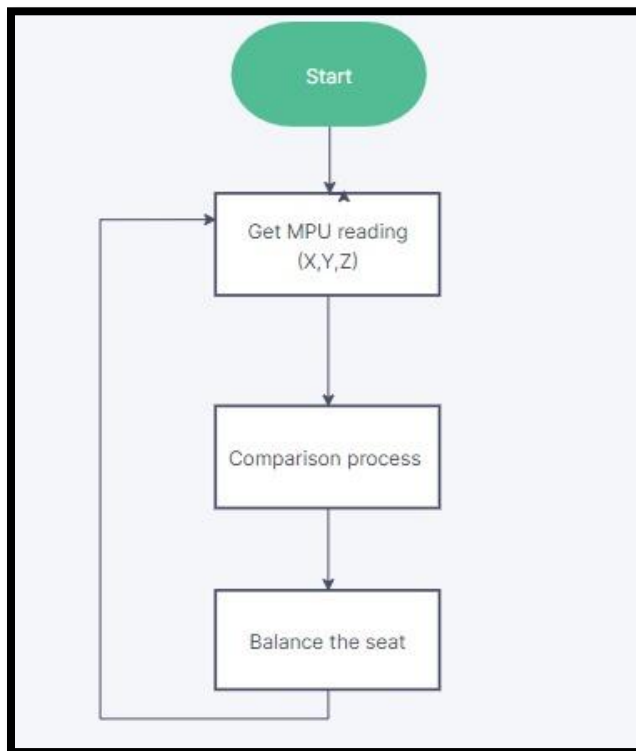 Start
Get MPU reading
(X,Y,Z)
Comparison process
Balance the seat